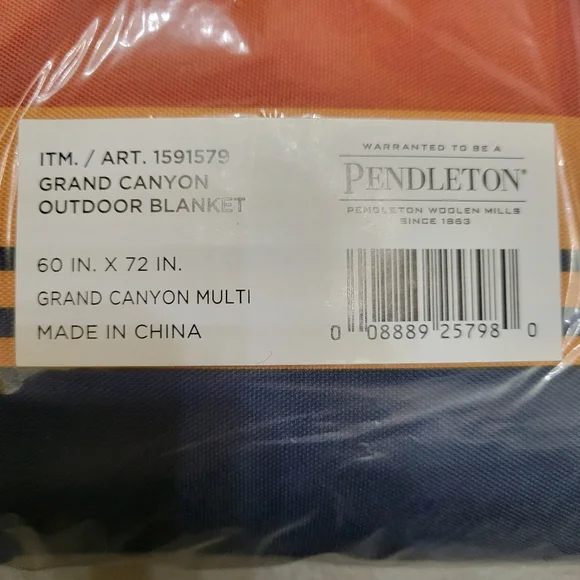 ITM. / ART. 1591579
GRAND CANYON
OUTDOOR BLANKET
60 IN. X 72 IN.
GRAND CANYON MULTI
MADE IN CHINA
WARRANTED TO BE A
PENDLETON®
PENDLETON WOOLEN MILLS
SINCE 1863
0 08889 25798 0